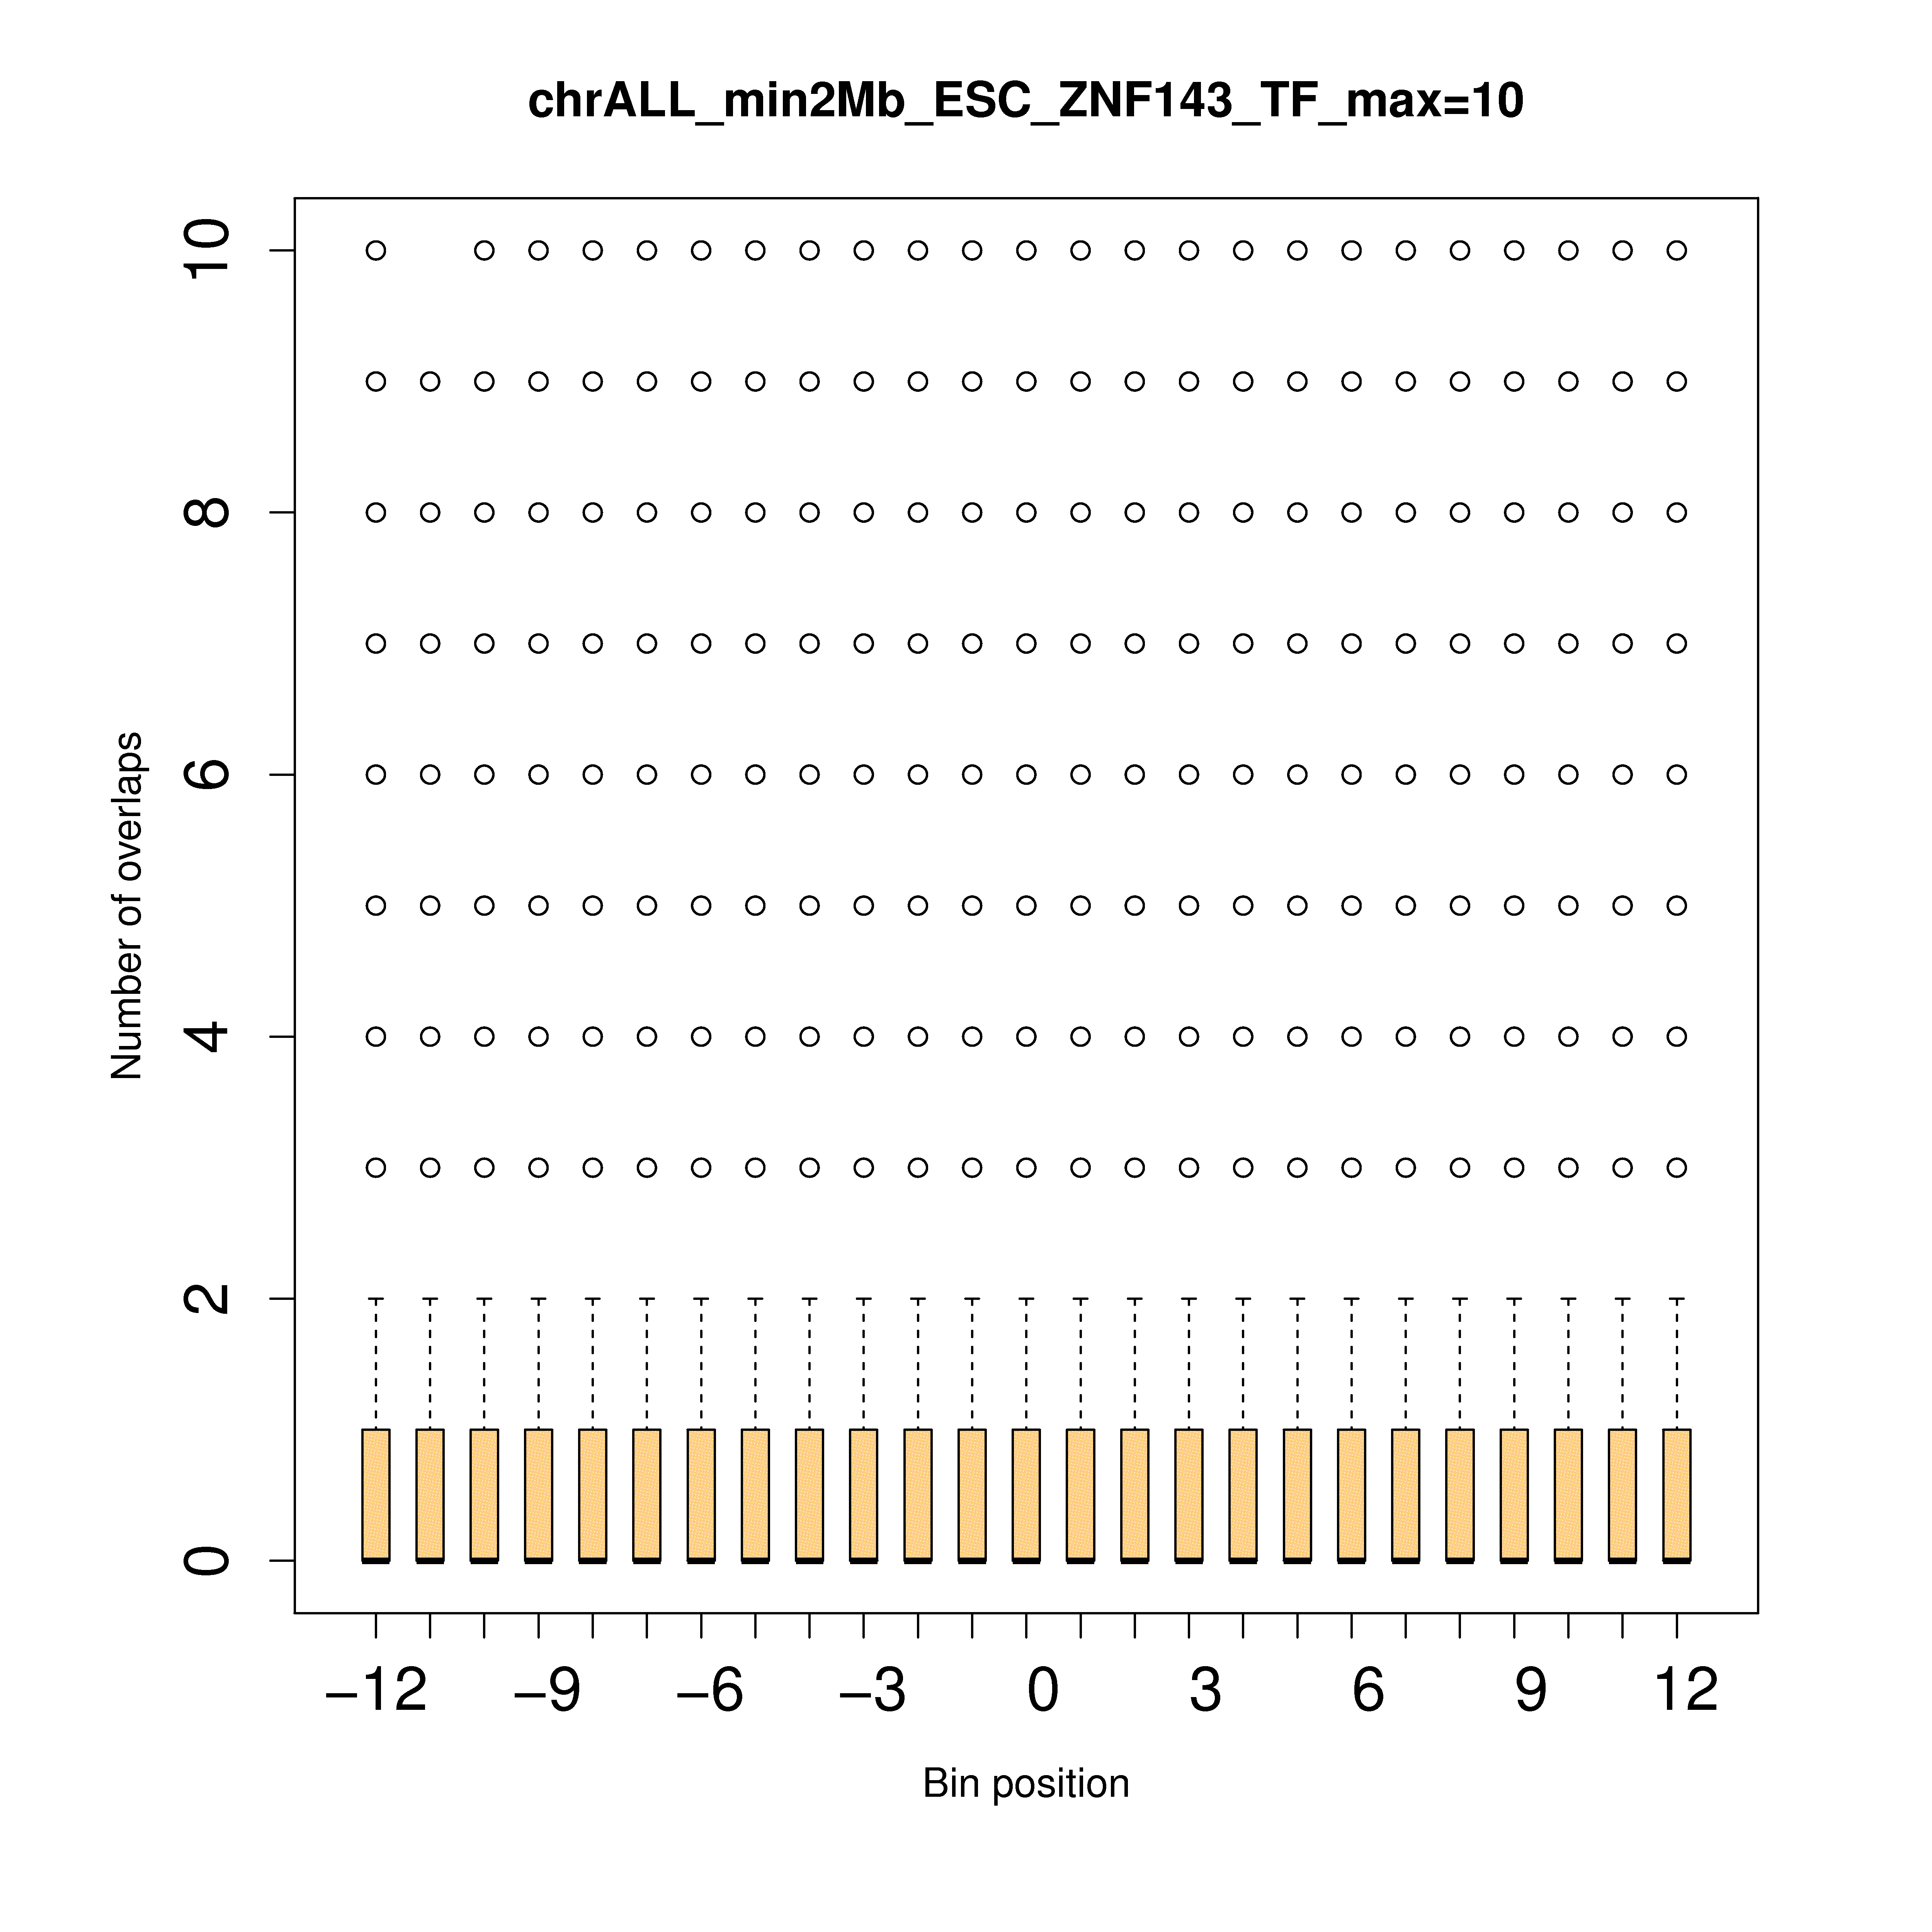 chrALL_min2Mb_ESC_ZNF143_TF_max=10
10
8
6
4
2
0
Number of overlaps
−12 −9 −6 −3 0 3 6 9 12
Bin position